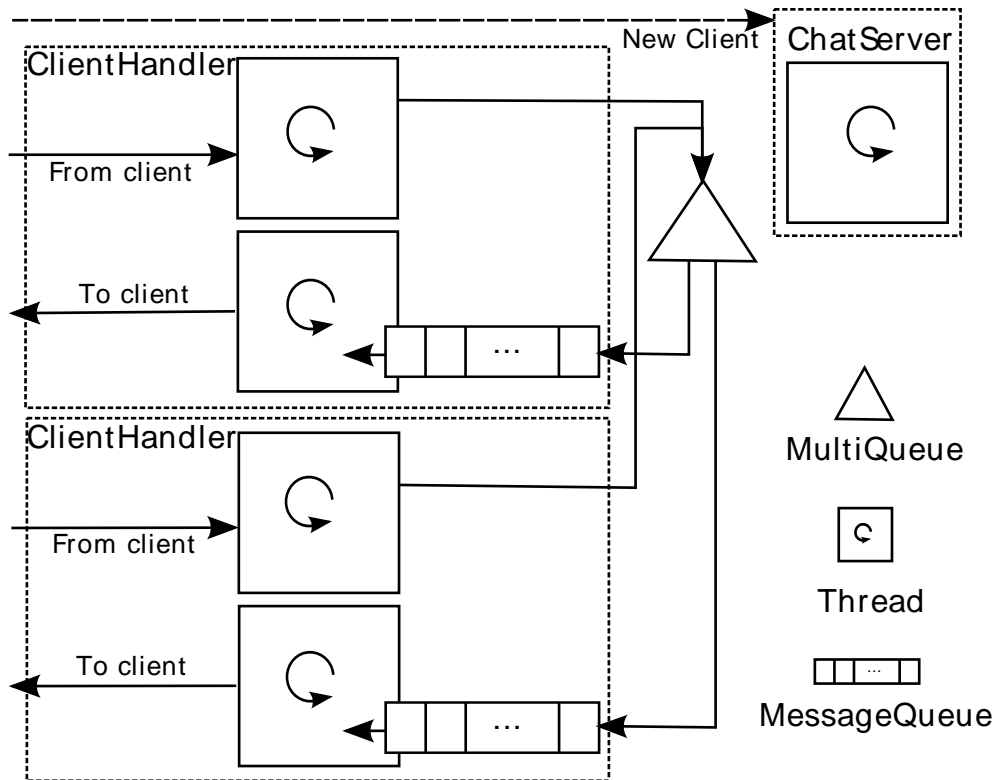 New Client
ChatServer
ClientHandler
From client
To client
...
ClientHandler
From client
To client
...
MultiQueue
Thread
...
MessageQueue